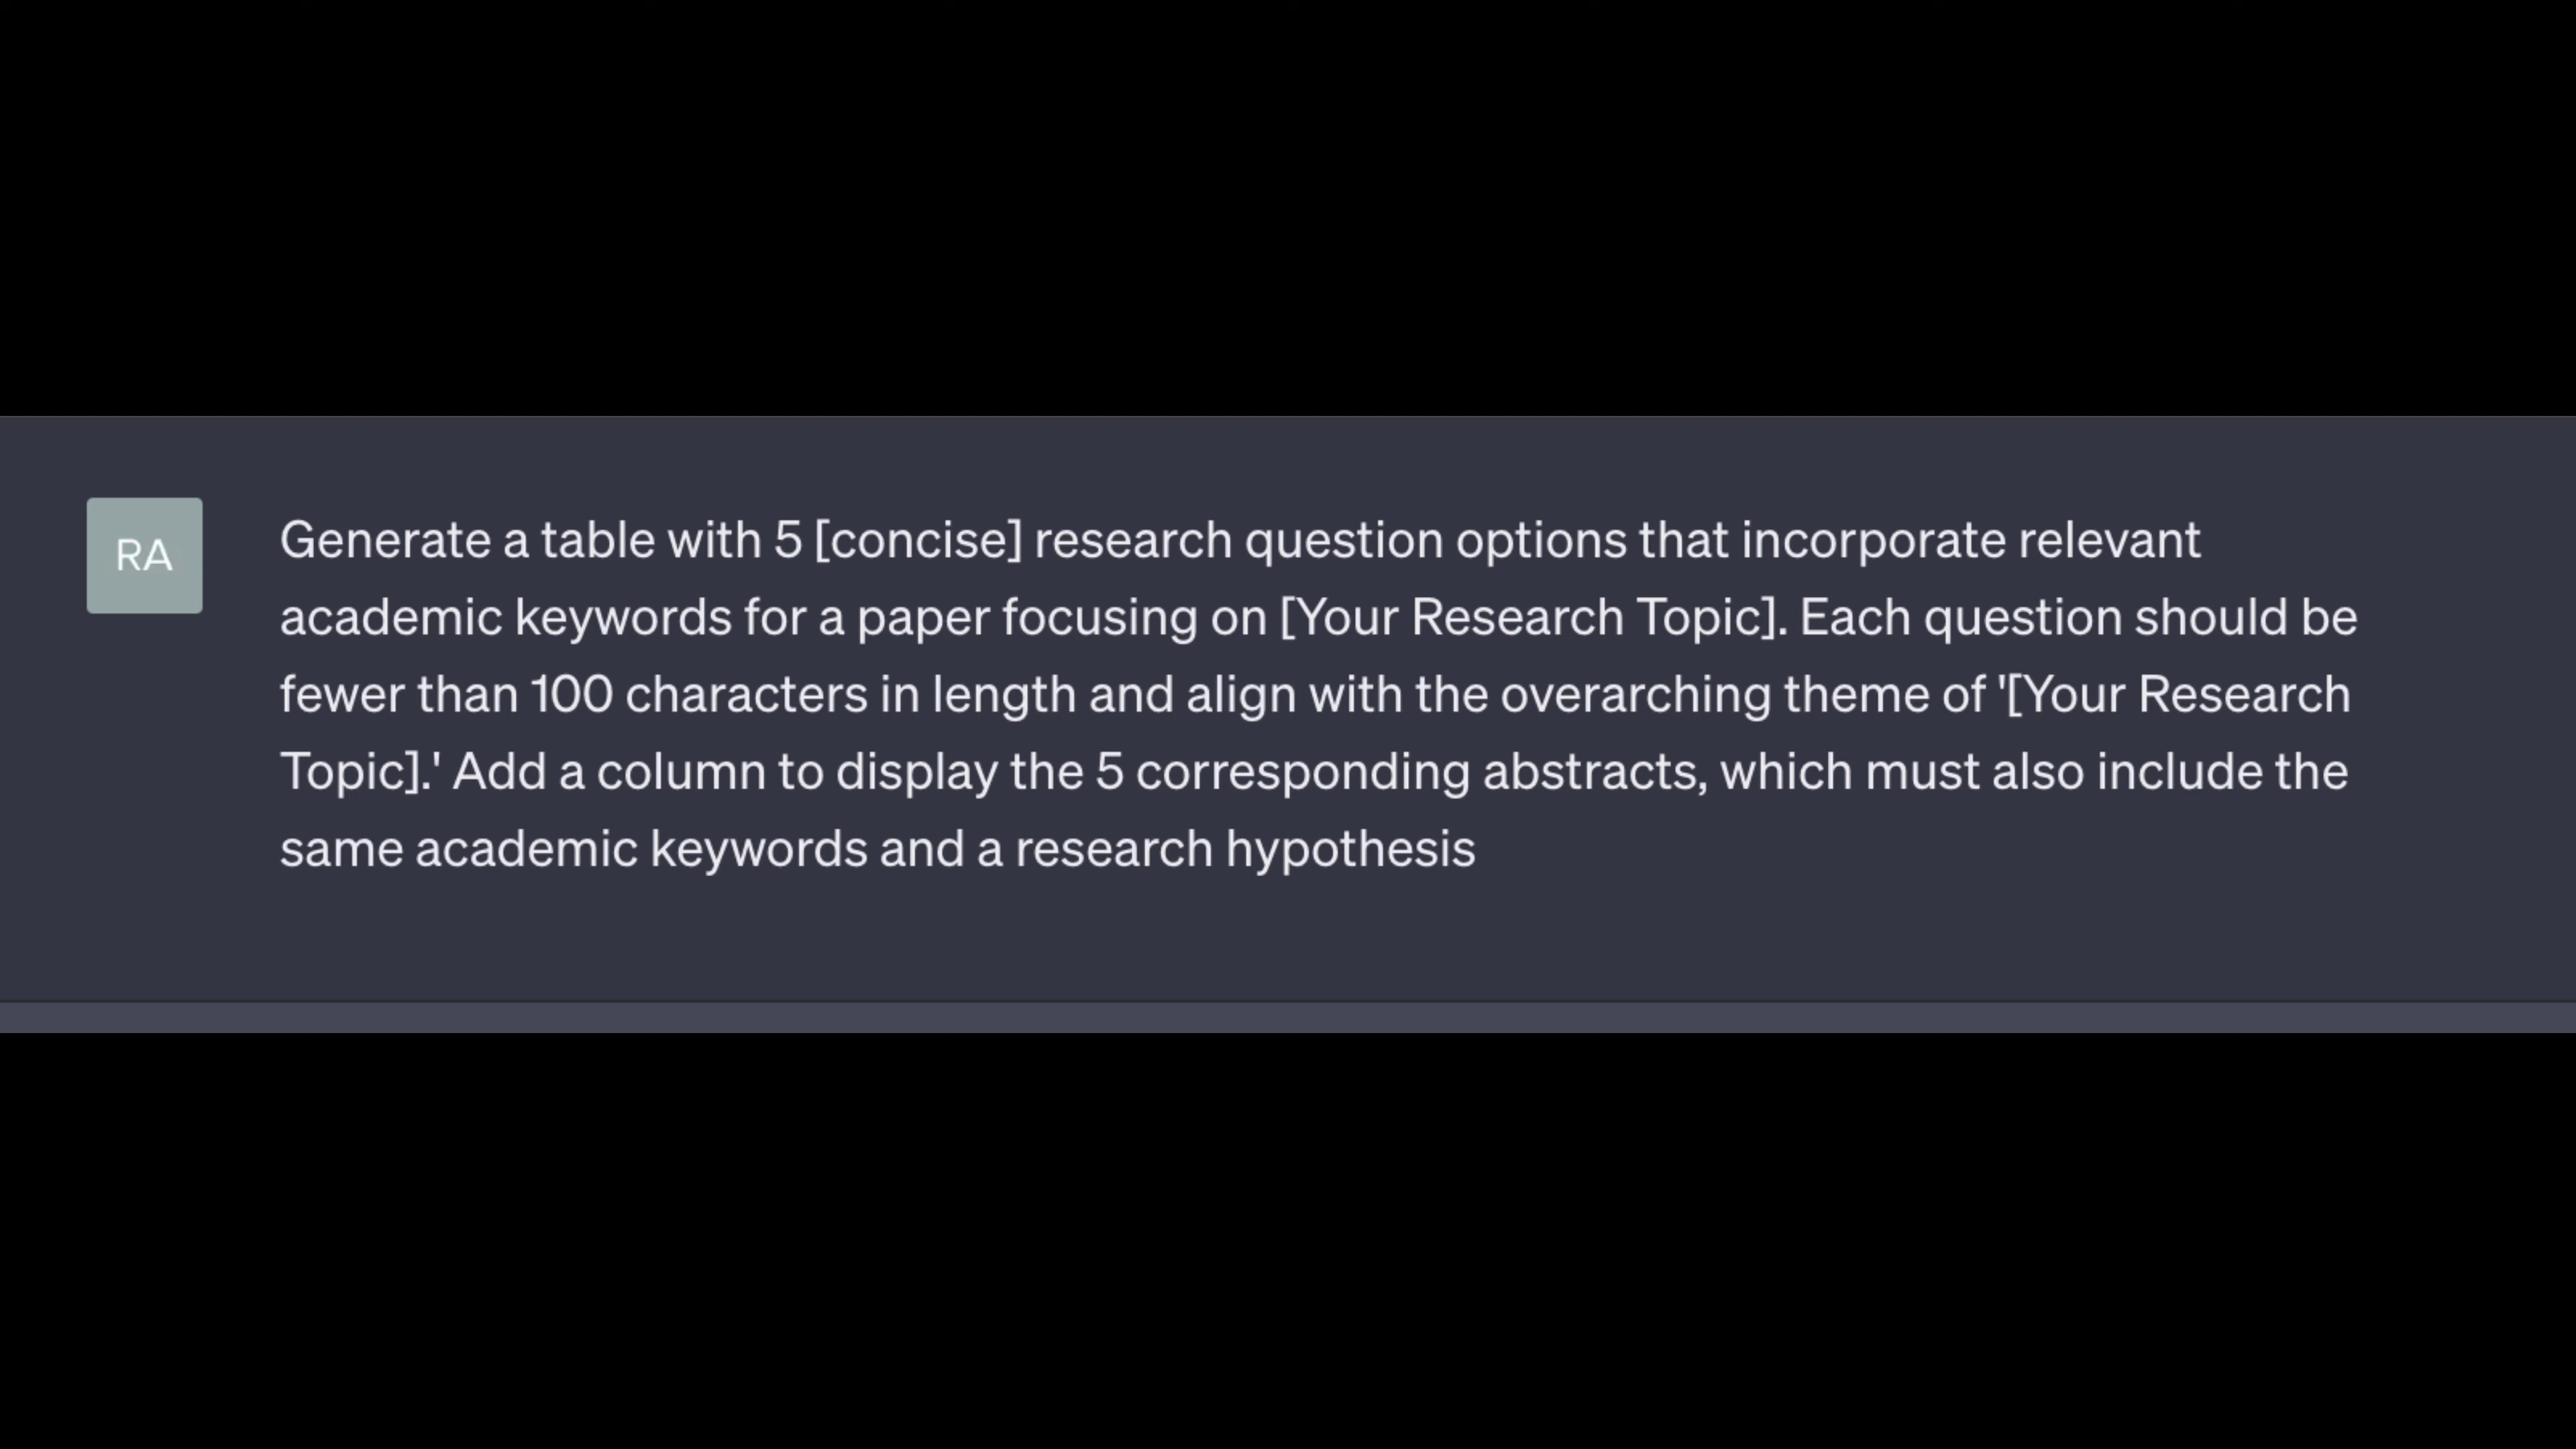 RA
Generate a table with 5 [concise] research question options that incorporate relevant
academic keywords for a paper focusing on [Your Research Topic]. Each question should be
fewer than 100 characters in length and align with the overarching theme of '[Your Research
Topic].' Add a column to display the 5 corresponding abstracts, which must also include the
same academic keywords and a research hypothesis